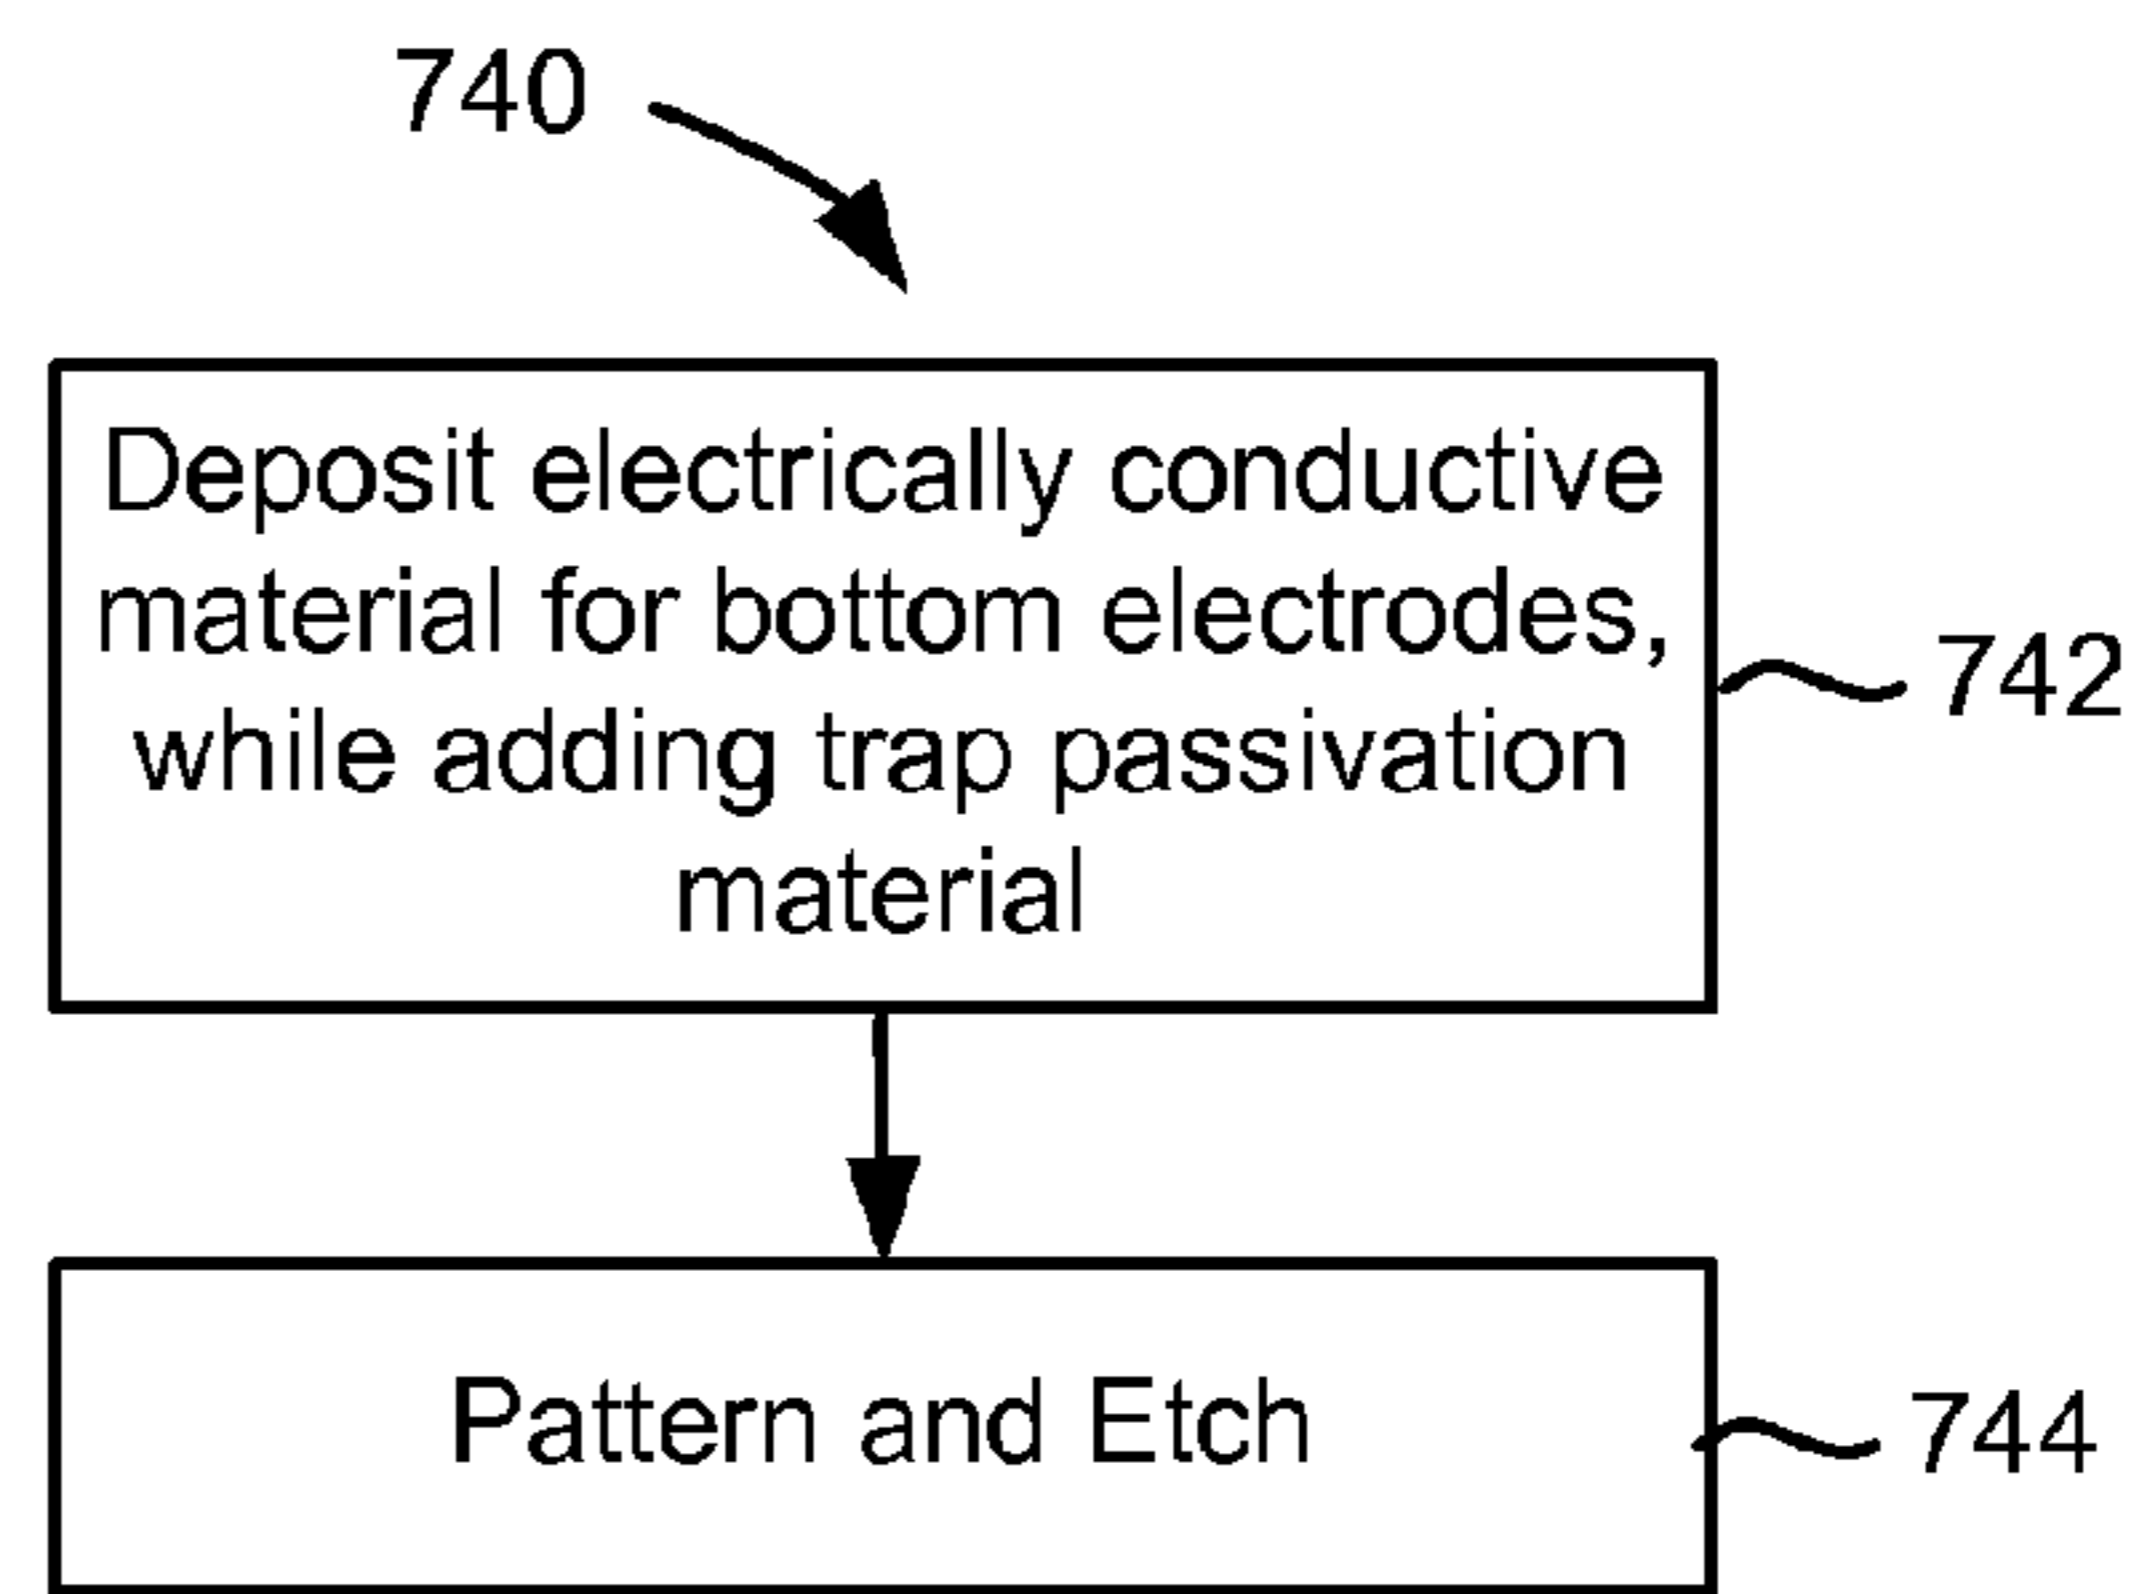 740
Deposit electrically conductive
material for bottom electrodes,
while adding trap passivation
material
742
Pattern and Etch
744